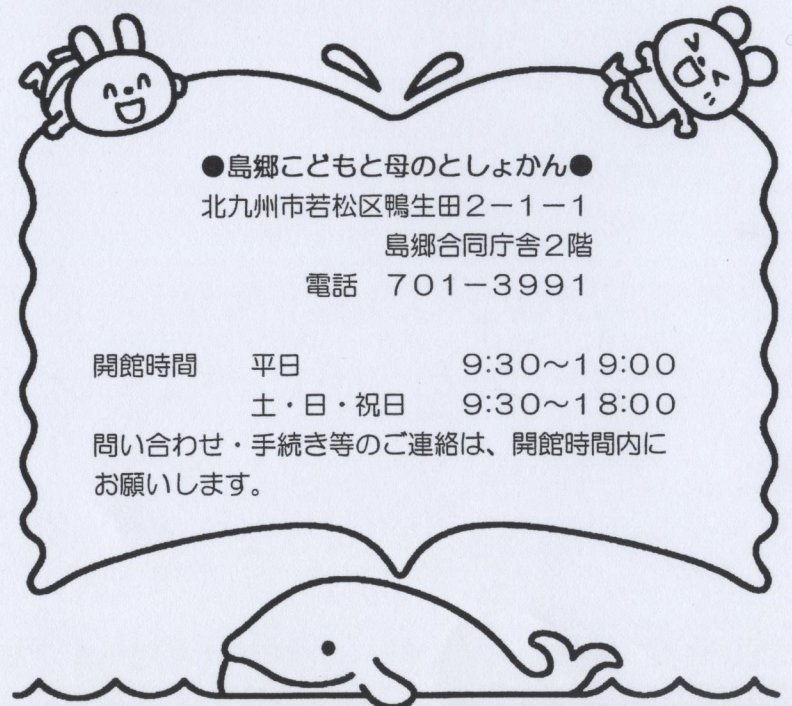 ●島郷こどもと母のとしょかん●
北九州市若松区鴨生田２－１－１
島郷合同庁舎２階
電話　７０１－３９９１
開館時間　平日　9:30～19:00
土・日・祝日　9:30～18:00
問い合わせ・手続き等のご連絡は、開館時間内に
お願いします。